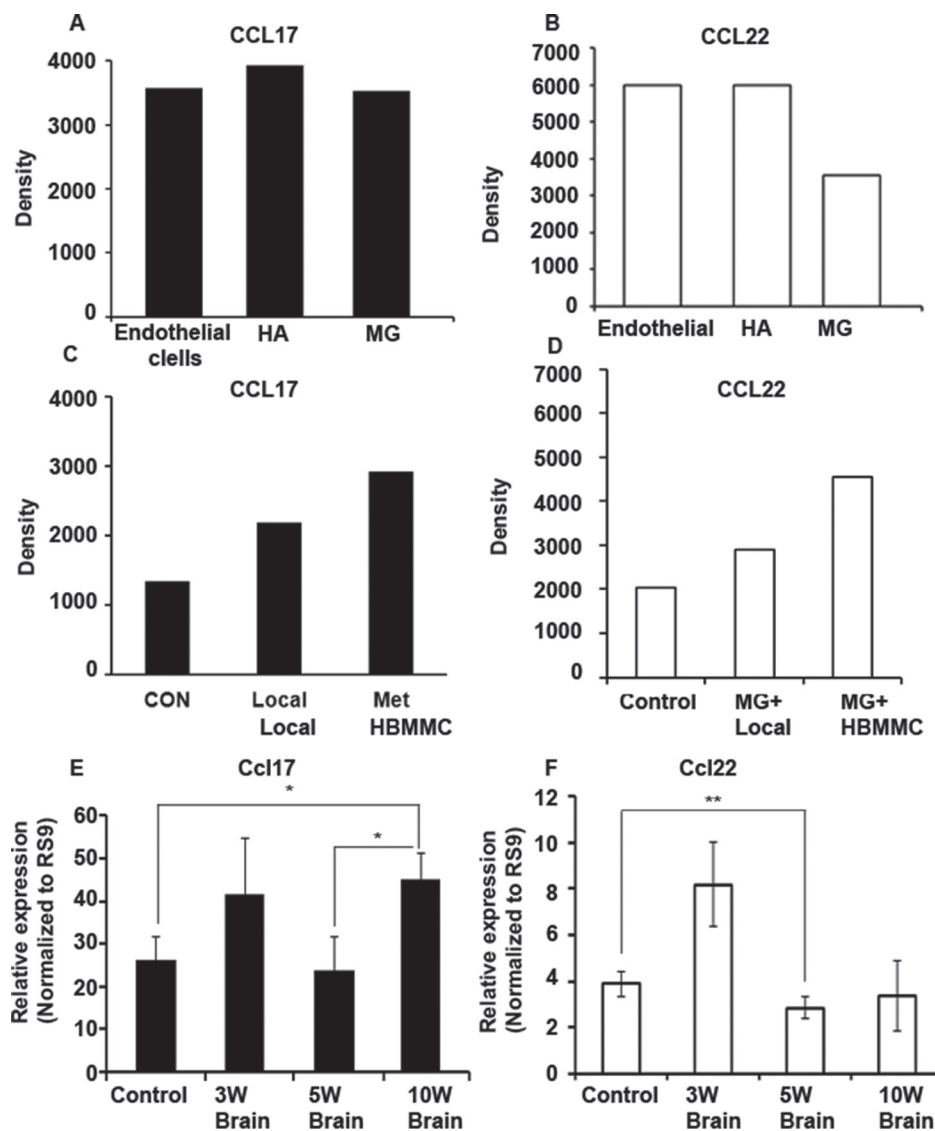 A
CCL17
4000
3000
2000
1000
0
Density
Endothelial HA MG
clells
B
CCL22
7000
6000
5000
4000
3000
2000
1000
0
Density
Endothelial HA MG
C
CCL17
4000
3000
2000
1000
0
Density
CON Local Met
Local HBMMC
D
CCL22
7000
6000
5000
4000
3000
2000
1000
0
Density
Control MG+ MG+
Local HBMMC
E
Ccl17
*
*
60
50
40
30
20
10
0
Relative expression
(Normalized to RS9)
Control 3W 5W 10W
Brain Brain Brain
F
Ccl22
**
12
10
8
6
4
2
0
Relative expression
(Normalized to RS9)
Control 3W 5W 10W
Brain Brain Brain